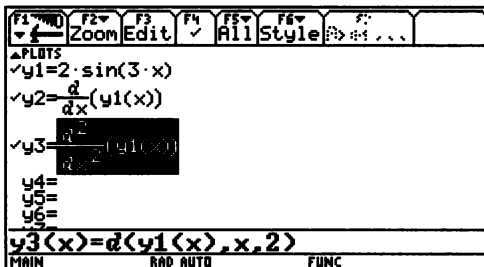 F1 F2 Zoom F3 Edit F4 ✓ F5 All F6 Style F7
▲PLOTS
✓y1=2·sin(3·x)
✓y2=d/dx(y1(x))
✓y3=d²/dx²(y1(x))
y4=
y5=
y6=
y3(x)=d(y1(x),x,2)
MAIN RAD AUTO FUNC